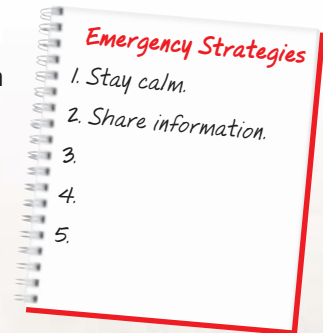 Emergency Strategies
1. Stay calm.
2. Share information.
3.
4.
5.